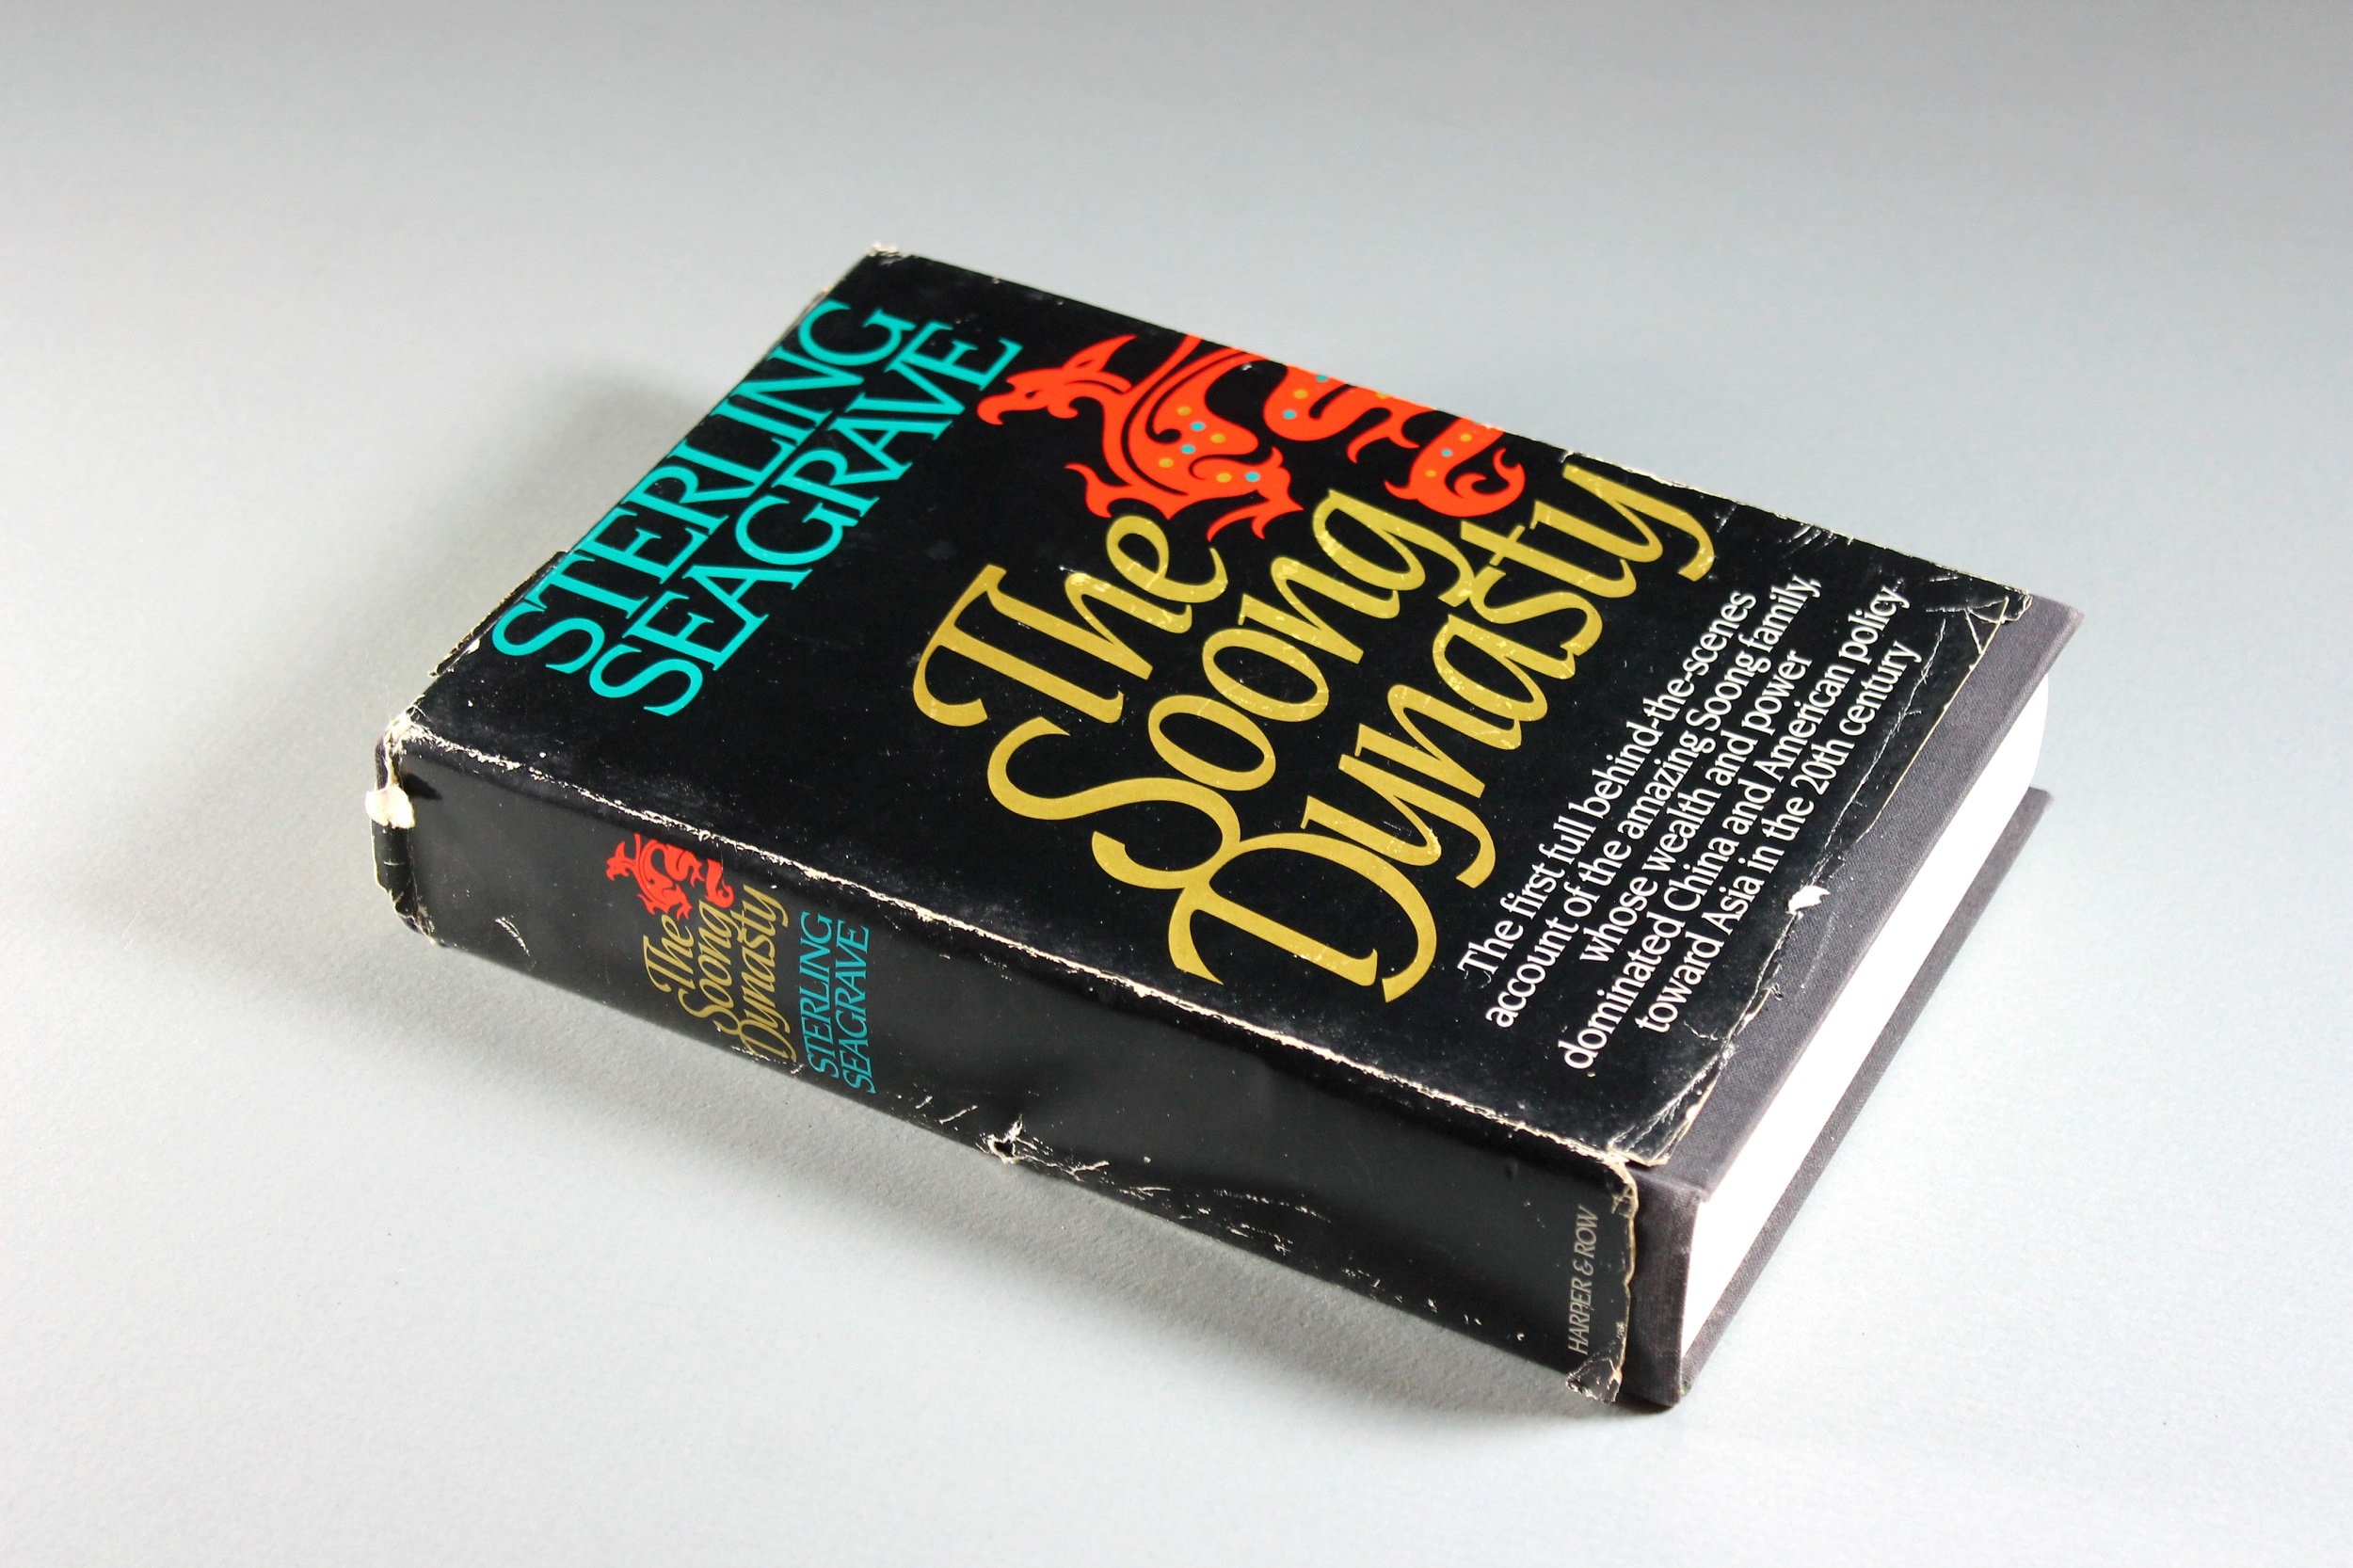 STERLING
SEAGRAVE
The
Soong
Dynasty
The first full behind-the-scenes
account of the amazing Soong family,
whose wealth and power
dominated China and American policy
toward Asia in the 20th century
The
Soong
Dynasty
STERLING
SEAGRAVE
HARPER & ROW